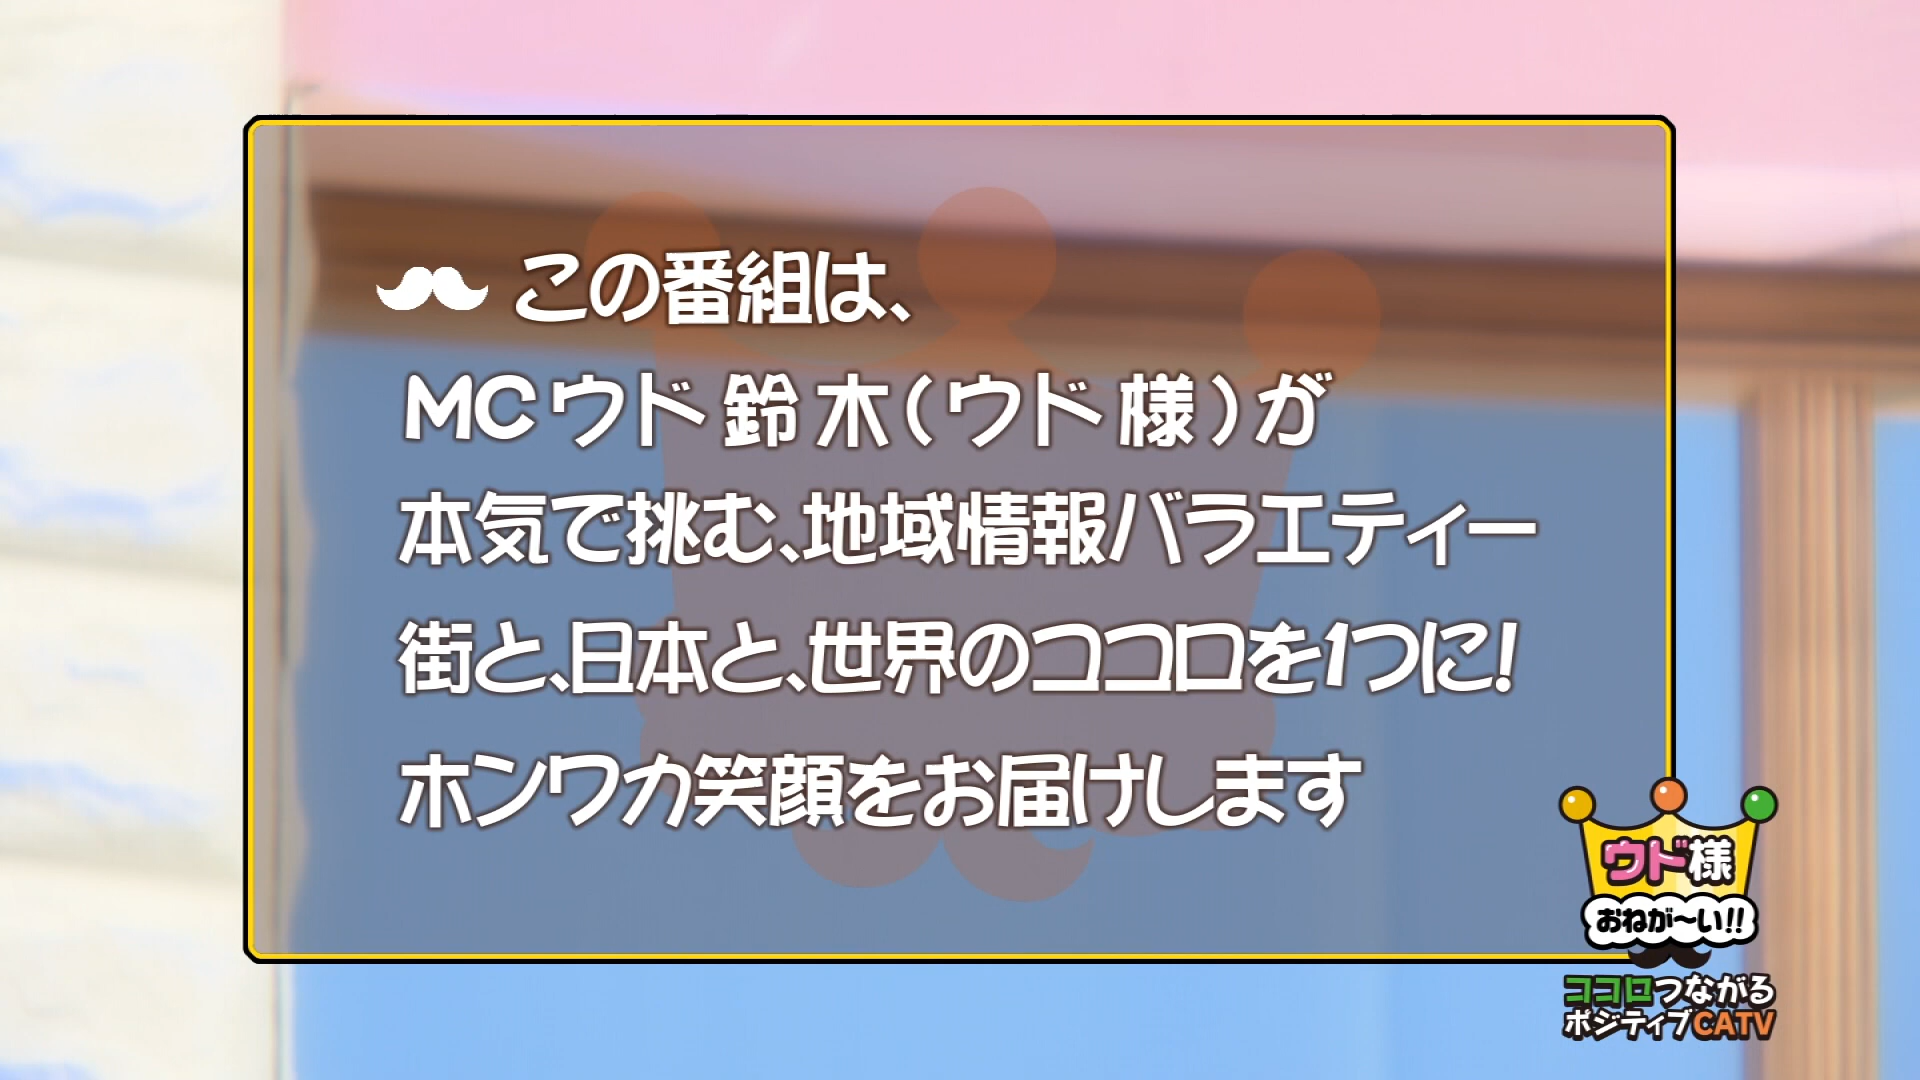 この番組は、
MCウド鈴木（ウド様）が
本気で挑む、地域情報バラエティー
街と、日本と、世界のココロを1つに！
ホンワカ笑顔をお届けします
ウド様
おねが～い!!
ココロつながる
ポジティブCATV